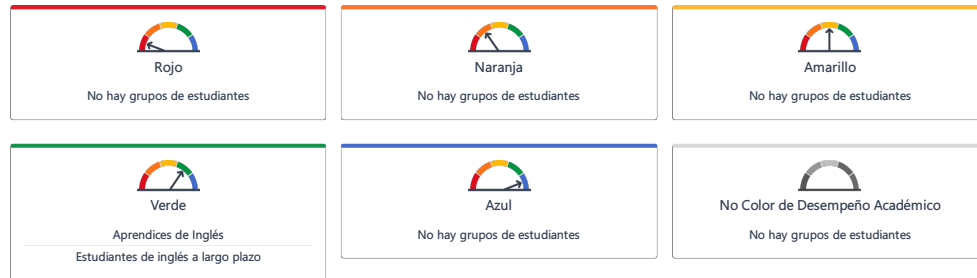 Rojo
No hay grupos de estudiantes
Naranja
No hay grupos de estudiantes
Amarillo
No hay grupos de estudiantes
Verde
Aprendices de Inglés
Estudiantes de inglés a largo plazo
Azul
No hay grupos de estudiantes
No Color de Desempeño Académico
No hay grupos de estudiantes